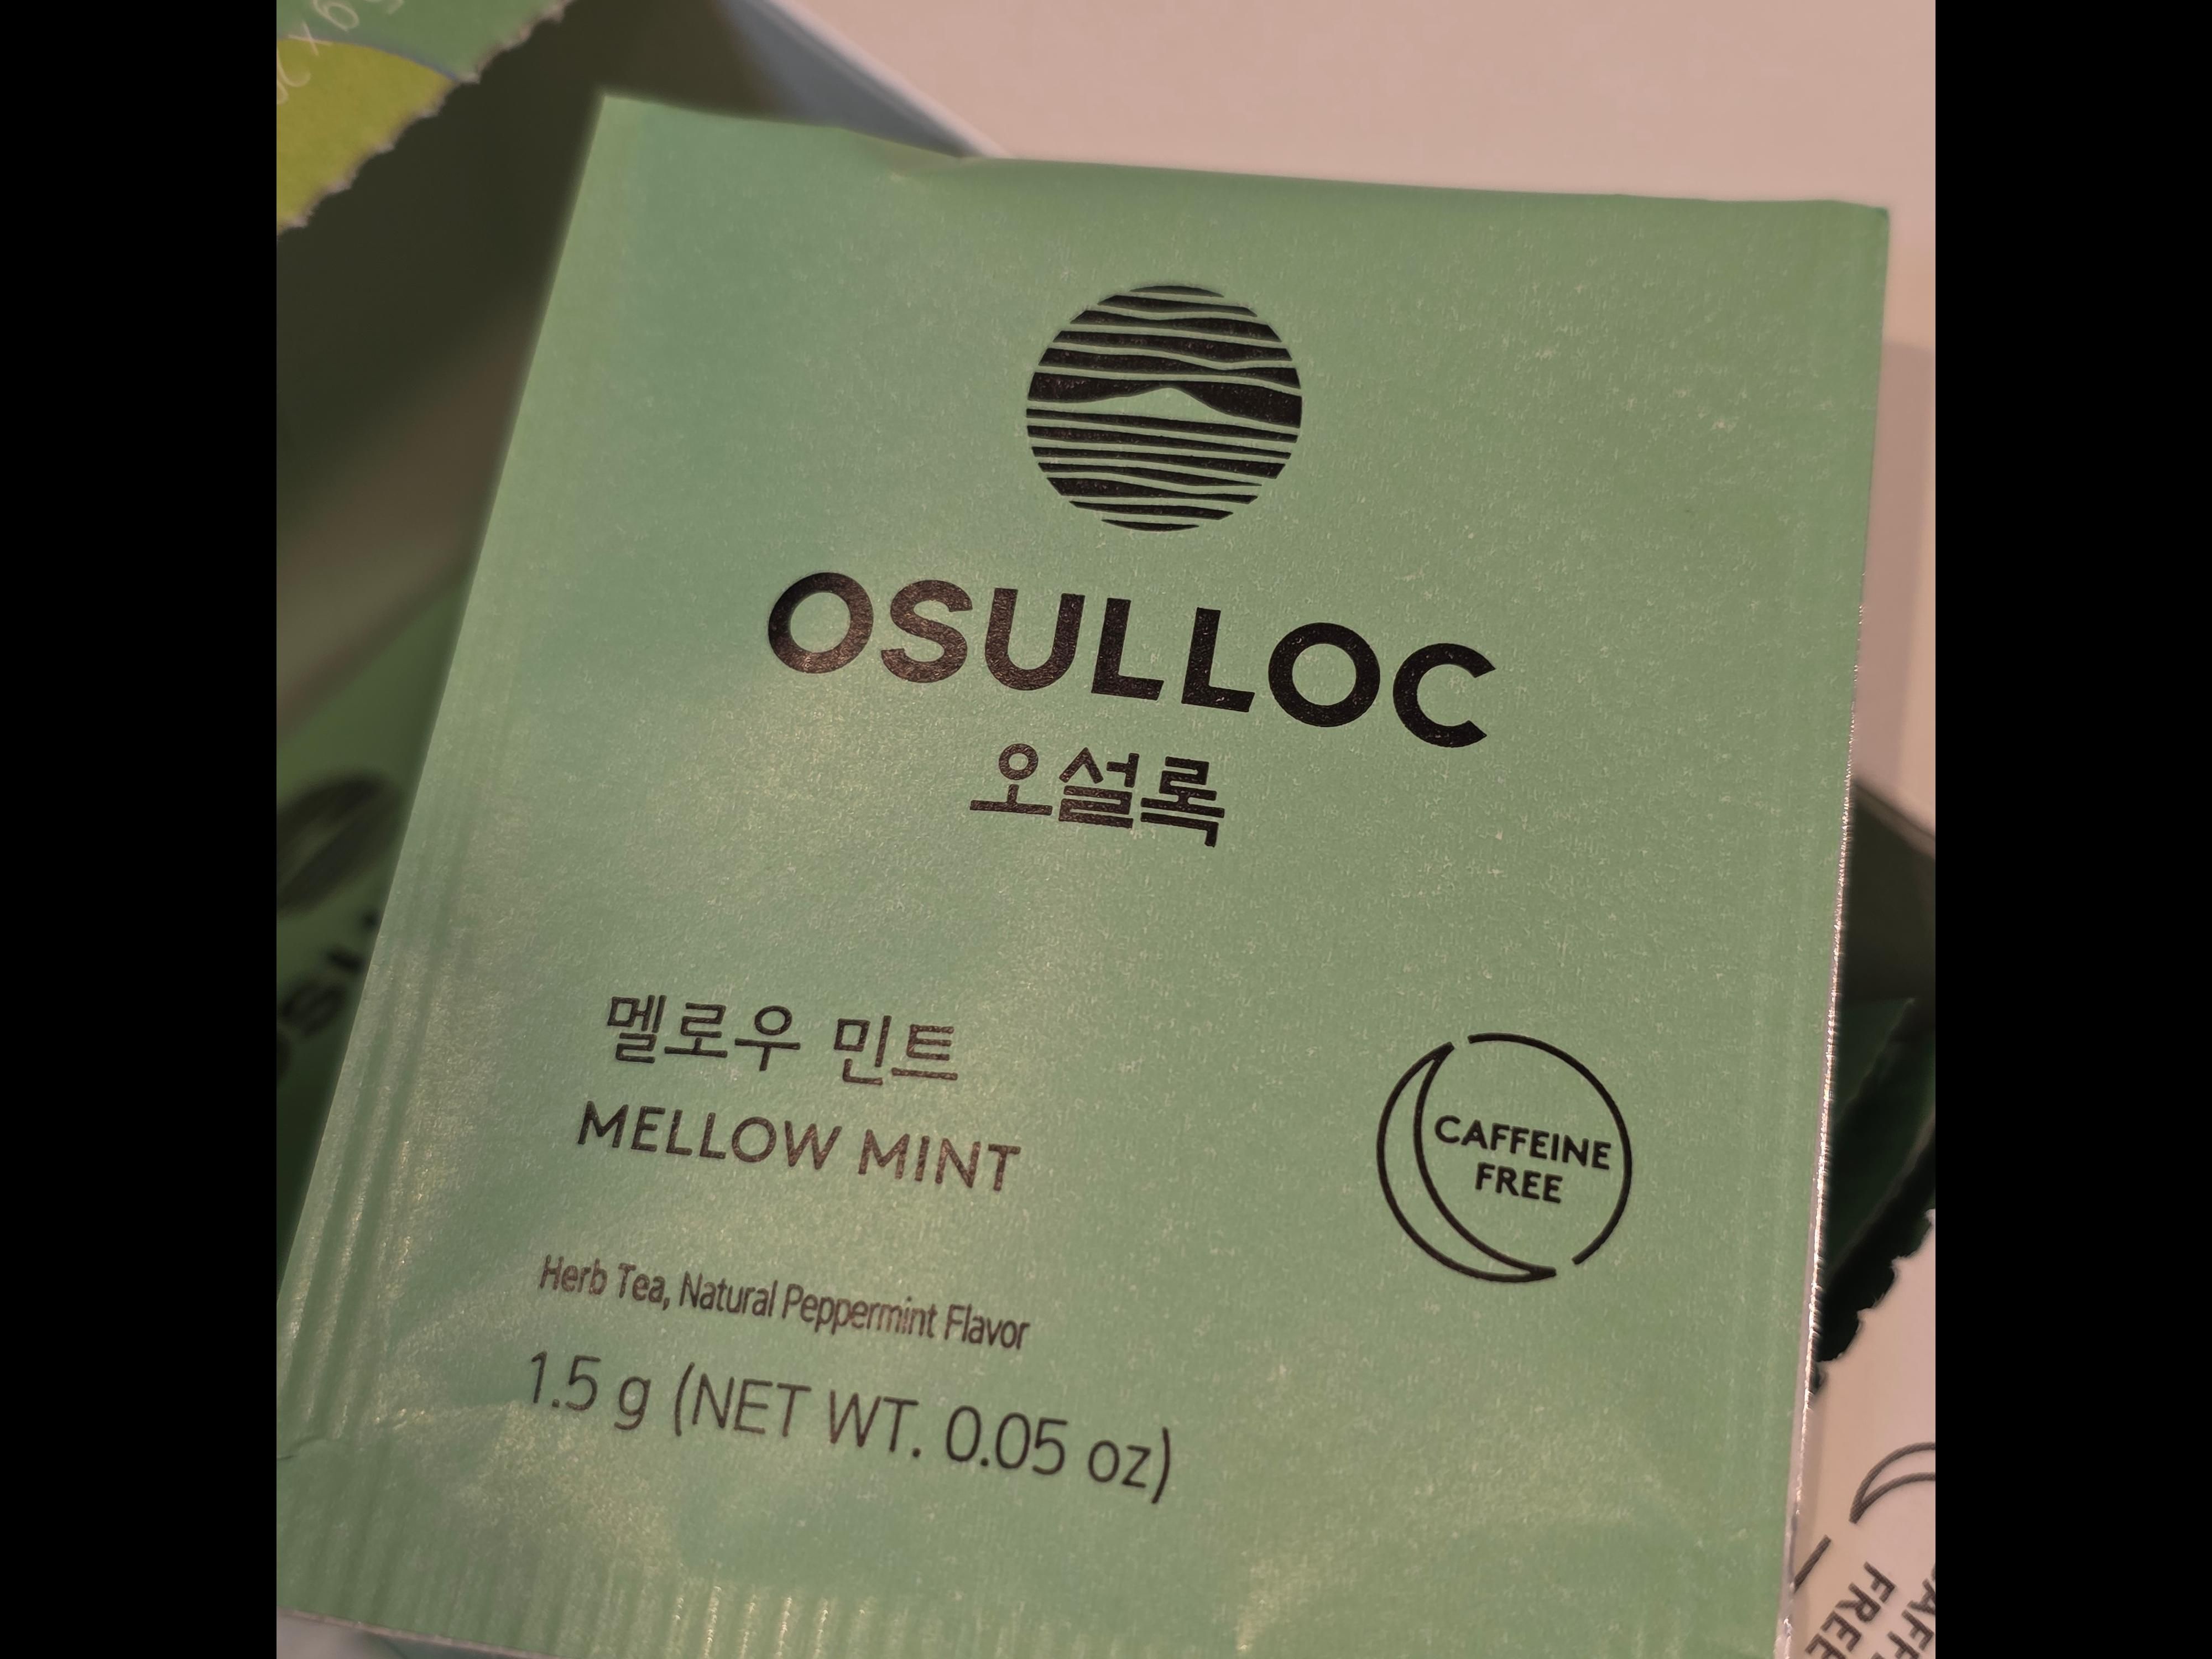 OSULLOC
오설록
멜로우 민트
MELLOW MINT
CAFFEINE
FREE
Herb Tea, Natural Peppermint Flavor
1.5 g (NET WT. 0.05 oz)
FREE